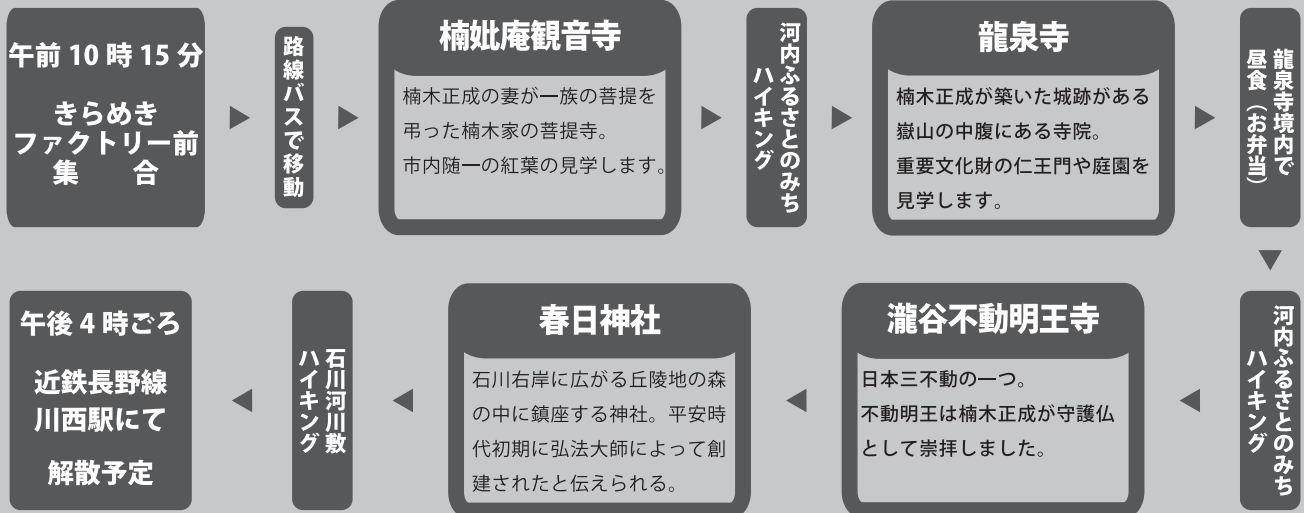 午前 10 時 15 分
きらめき
ファクトリー前
集　　合
路線バスで移動
楠妣庵観音寺
楠木正成の妻が一族の菩提を
弔った楠木家の菩提寺。
市内随一の紅葉の見学します。
河内ふるさとのみち
ハイキング
龍泉寺
楠木正成が築いた城跡がある
嶽山の中腹にある寺院。
重要文化財の仁王門や庭園を
見学します。
龍泉寺境内で
昼食（お弁当）
河内ふるさとのみち
ハイキング
瀧谷不動明王寺
日本三不動の一つ。
不動明王は楠木正成が守護仏
として崇拝しました。
春日神社
石川右岸に広がる丘陵地の森
の中に鎮座する神社。平安時
代初期に弘法大師によって創
建されたと伝えられる。
石川河川敷
ハイキング
午後 4 時ごろ
近鉄長野線
川西駅にて
解散予定